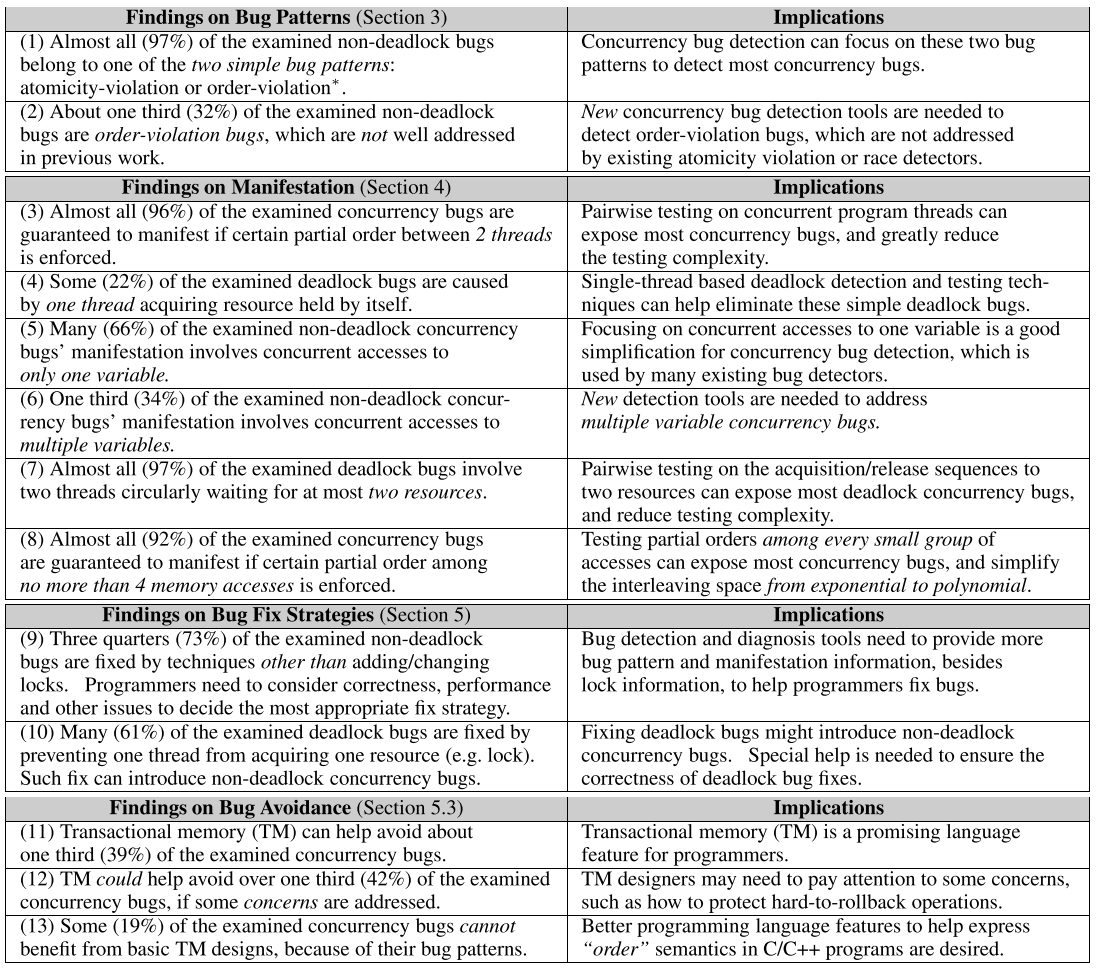 Findings on Bug Patterns (Section 3)
Implications
(1) Almost all (97%) of the examined non-deadlock bugs
belong to one of the two simple bug patterns:
atomicity-violation or order-violation*.
Concurrency bug detection can focus on these two bug
patterns to detect most concurrency bugs.
(2) About one third (32%) of the examined non-deadlock
bugs are order-violation bugs, which are not well addressed
in previous work.
New concurrency bug detection tools are needed to
detect order-violation bugs, which are not addressed
by existing atomicity violation or race detectors.
Findings on Manifestation (Section 4)
Implications
(3) Almost all (96%) of the examined concurrency bugs are
guaranteed to manifest if certain partial order between 2 threads
is enforced.
Pairwise testing on concurrent program threads can
expose most concurrency bugs, and greatly reduce
the testing complexity.
(4) Some (22%) of the examined deadlock bugs are caused
by one thread acquiring resource held by itself.
Single-thread based deadlock detection and testing tech-
niques can help eliminate these simple deadlock bugs.
(5) Many (66%) of the examined non-deadlock concurrency
bugs' manifestation involves concurrent accesses to
only one variable.
Focusing on concurrent accesses to one variable is a good
simplification for concurrency bug detection, which is
used by many existing bug detectors.
(6) One third (34%) of the examined non-deadlock concur-
rency bugs' manifestation involves concurrent accesses to
multiple variables.
New detection tools are needed to address
multiple variable concurrency bugs.
(7) Almost all (97%) of the examined deadlock bugs involve
two threads circularly waiting for at most two resources.
Pairwise testing on the acquisition/release sequences to
two resources can expose most deadlock concurrency bugs,
and reduce testing complexity.
(8) Almost all (92%) of the examined concurrency bugs
are guaranteed to manifest if certain partial order among
no more than 4 memory accesses is enforced.
Testing partial orders among every small group of
accesses can expose most concurrency bugs, and simplify
the interleaving space from exponential to polynomial.
Findings on Bug Fix Strategies (Section 5)
Implications
(9) Three quarters (73%) of the examined non-deadlock
bugs are fixed by techniques other than adding/changing
locks. Programmers need to consider correctness, performance
and other issues to decide the most appropriate fix strategy.
Bug detection and diagnosis tools need to provide more
bug pattern and manifestation information, besides
lock information, to help programmers fix bugs.
(10) Many (61%) of the examined deadlock bugs are fixed by
preventing one thread from acquiring one resource (e.g. lock).
Such fix can introduce non-deadlock concurrency bugs.
Fixing deadlock bugs might introduce non-deadlock
concurrency bugs. Special help is needed to ensure the
correctness of deadlock bug fixes.
Findings on Bug Avoidance (Section 5.3)
Implications
(11) Transactional memory (TM) can help avoid about
one third (39%) of the examined concurrency bugs.
Transactional memory (TM) is a promising language
feature for programmers.
(12) TM could help avoid over one third (42%) of the examined
concurrency bugs, if some concerns are addressed.
TM designers may need to pay attention to some concerns,
such as how to protect hard-to-rollback operations.
(13) Some (19%) of the examined concurrency bugs cannot
benefit from basic TM designs, because of their bug patterns.
Better programming language features to help express
“order” semantics in C/C++ programs are desired.